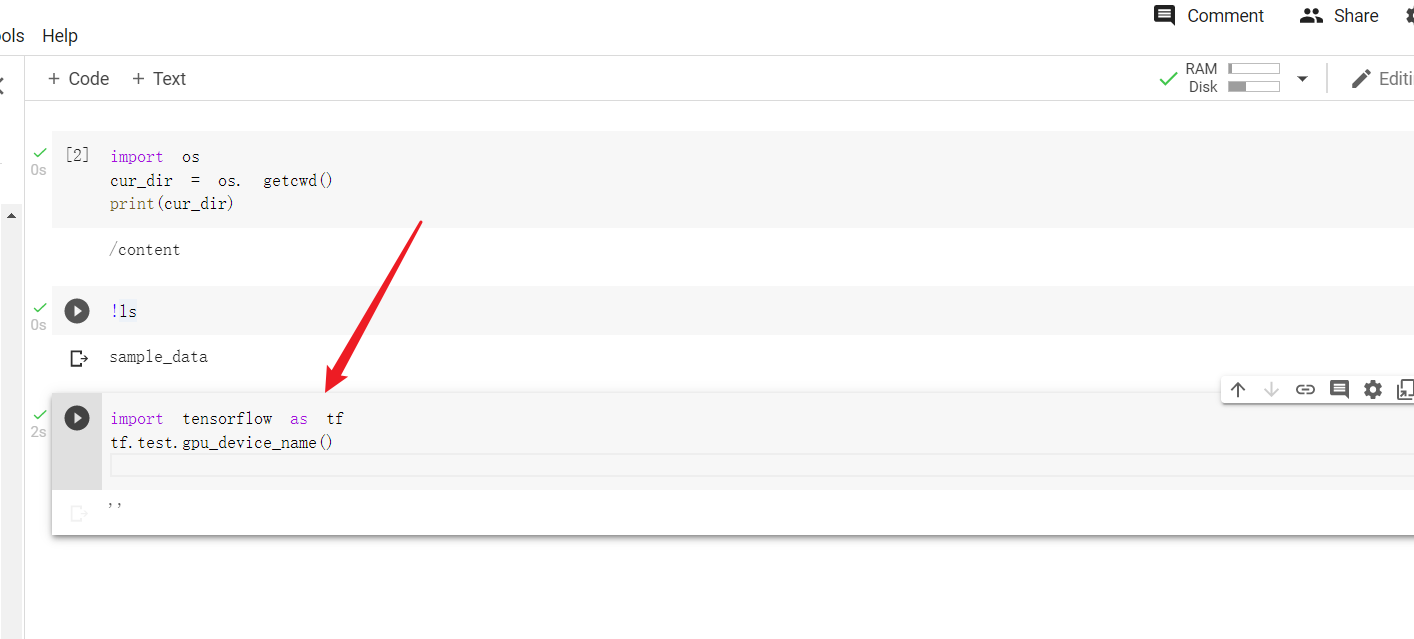 Comment Share
ols Help
+ Code + Text
RAM
Disk
Editi
[2]
import os
cur_dir = os. getcwd()
print(cur_dir)
0s
/content
!ls
0s
sample_data
import tensorflow as tf
2s
tf.test.gpu_device_name()
''